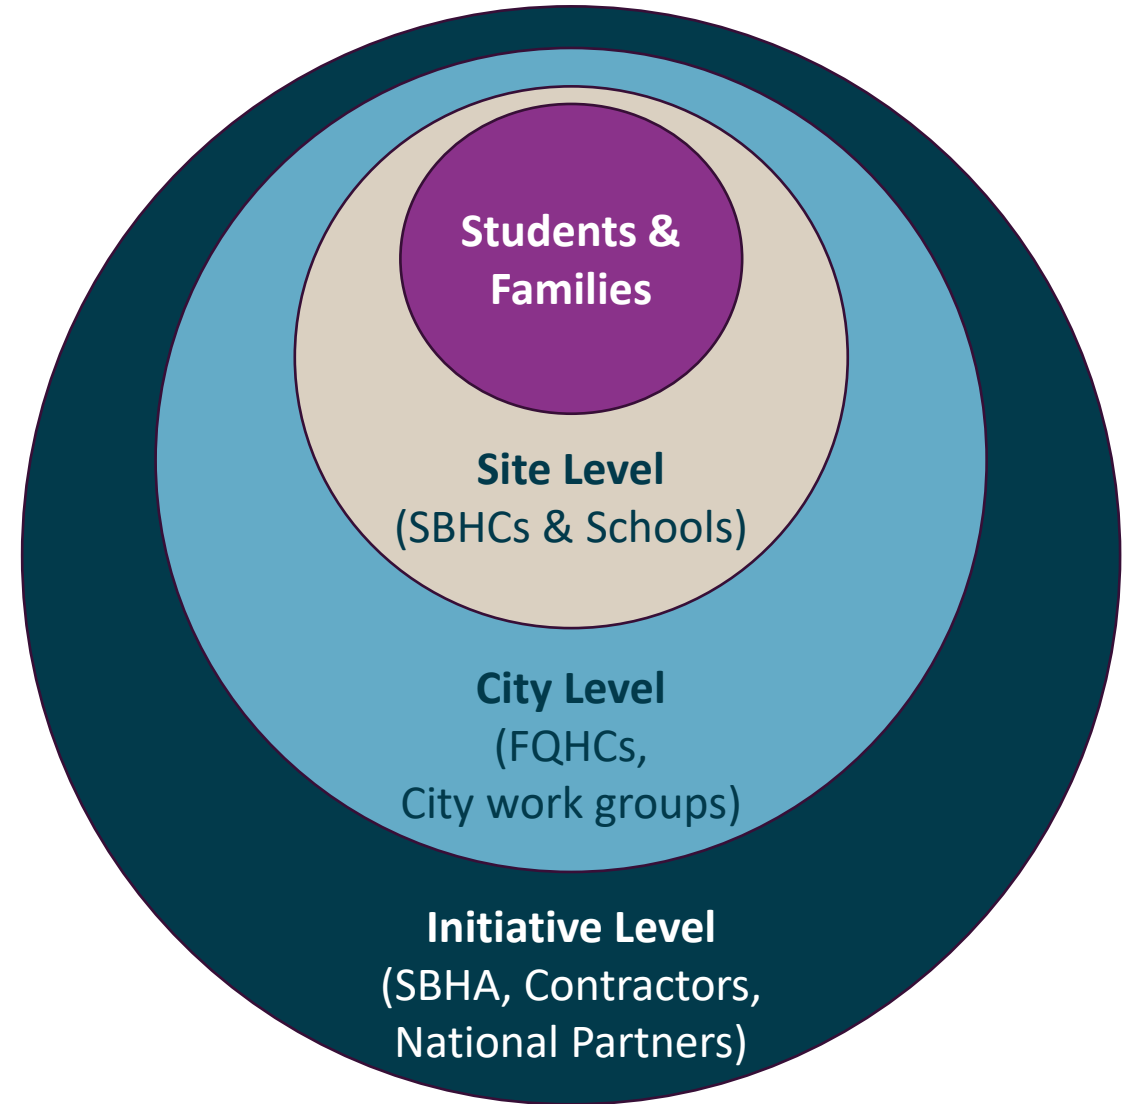 Students &
Families
Site Level
(SBHCs & Schools)
City Level
(FQHCs,
City work groups)
Initiative Level
(SBHA, Contractors,
National Partners)